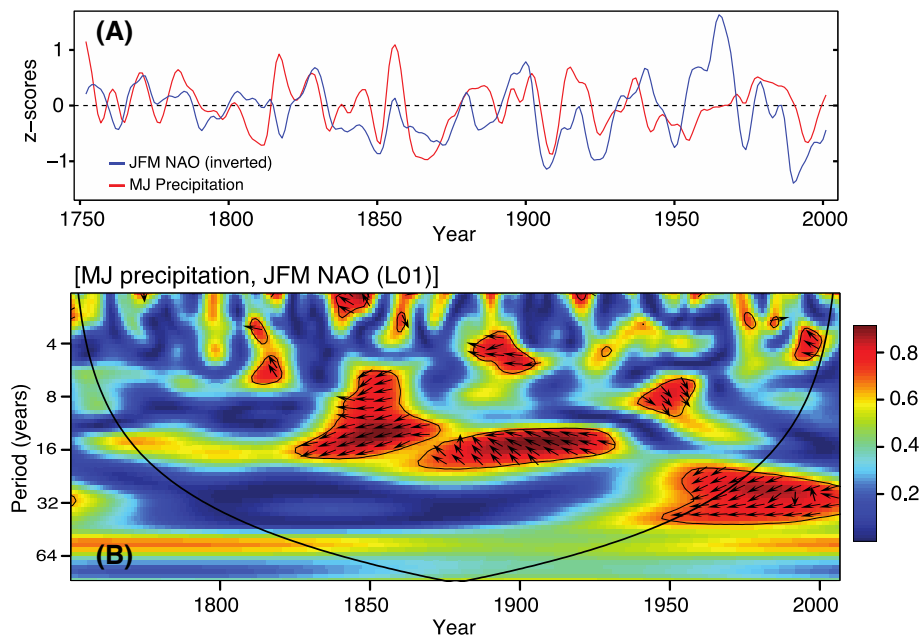 (A)
z−scores
1
0
−1
JFM NAO (inverted)
MJ Precipitation
1750 1800 1850 1900 1950 2000
Year
[MJ precipitation, JFM NAO (L01)]
Period (years)
4
8
16
32
64
(B)
0.8
0.6
0.4
0.2
1800 1850 1900 1950 2000
Year